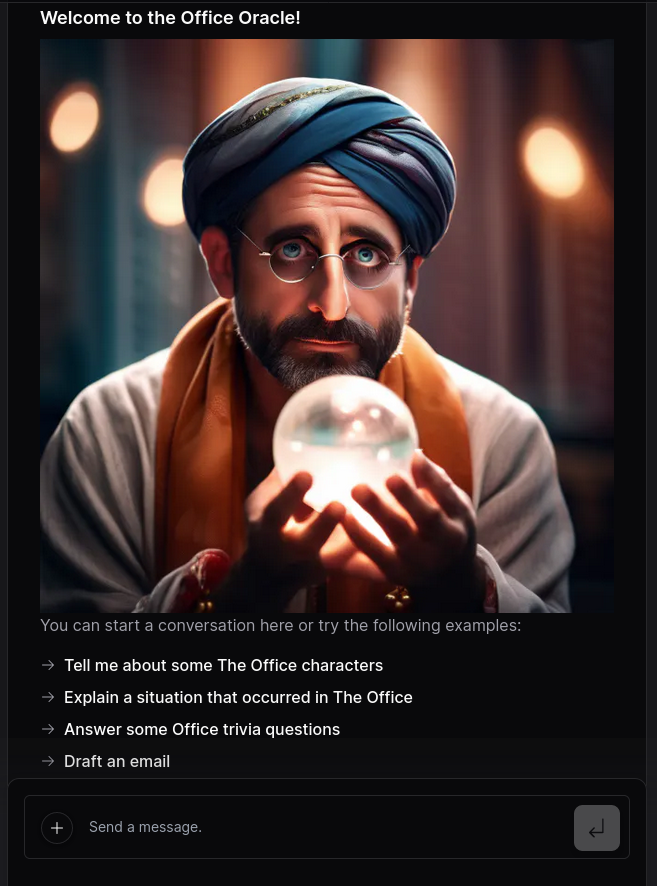 Welcome to the Office Oracle!
You can start a conversation here or try the following examples:
Tell me about some The Office characters
Explain a situation that occurred in The Office
Answer some Office trivia questions
Draft an email
Send a message.